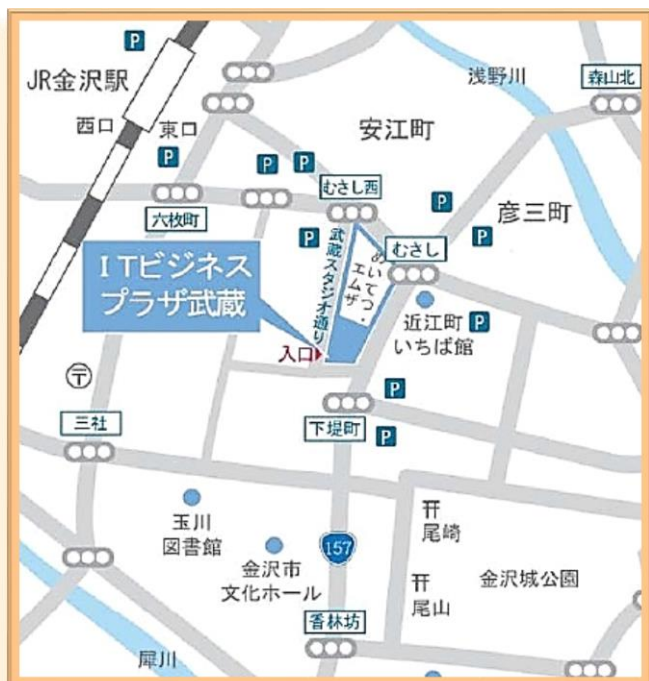 P
JR金沢駅
西口
東口
浅野川
森山北
安江町
P
P
P
むさし西
P
彦三町
六枚町
P
P
むさし
ITビジネス
プラザ武蔵
武蔵スタジオ通り
めいてつ・
エムザ
近江町
いちば館
P
入口
〒
P
三社
下堤町
P
玉川
図書館
157
尾崎
金沢市
文化ホール
尾山
金沢城公園
香林坊
犀川